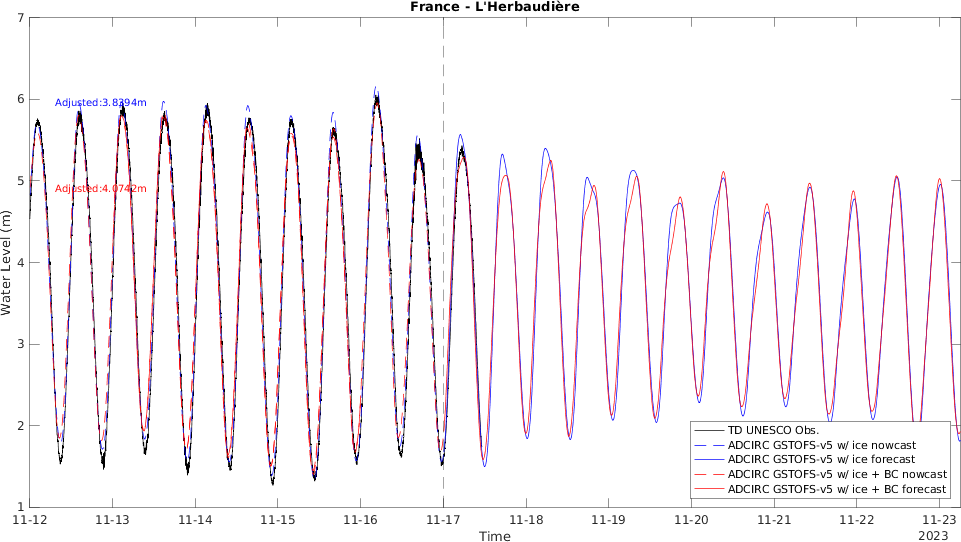 France - L'Herbaudière
7
6
5
4
3
2
1
Water Level (m)
Adjusted:3.8394m
Adjusted:4.0742m
TD UNESCO Obs.
ADCIRC GSTOFS-v5 w/ ice nowcast
ADCIRC GSTOFS-v5 w/ ice forecast
ADCIRC GSTOFS-v5 w/ ice + BC nowcast
ADCIRC GSTOFS-v5 w/ ice + BC forecast
11-12 11-13 11-14 11-15 11-16 11-17 11-18 11-19 11-20 11-21 11-22 11-23
Time
2023